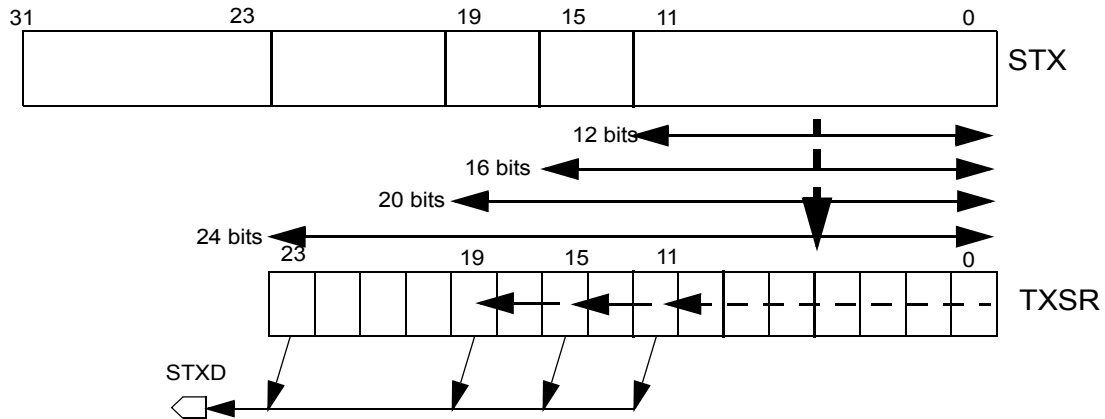 31 23 19 15 11 0
STX
12 bits
16 bits
20 bits
24 bits
23 19 15 11 0
TXSR
STXD